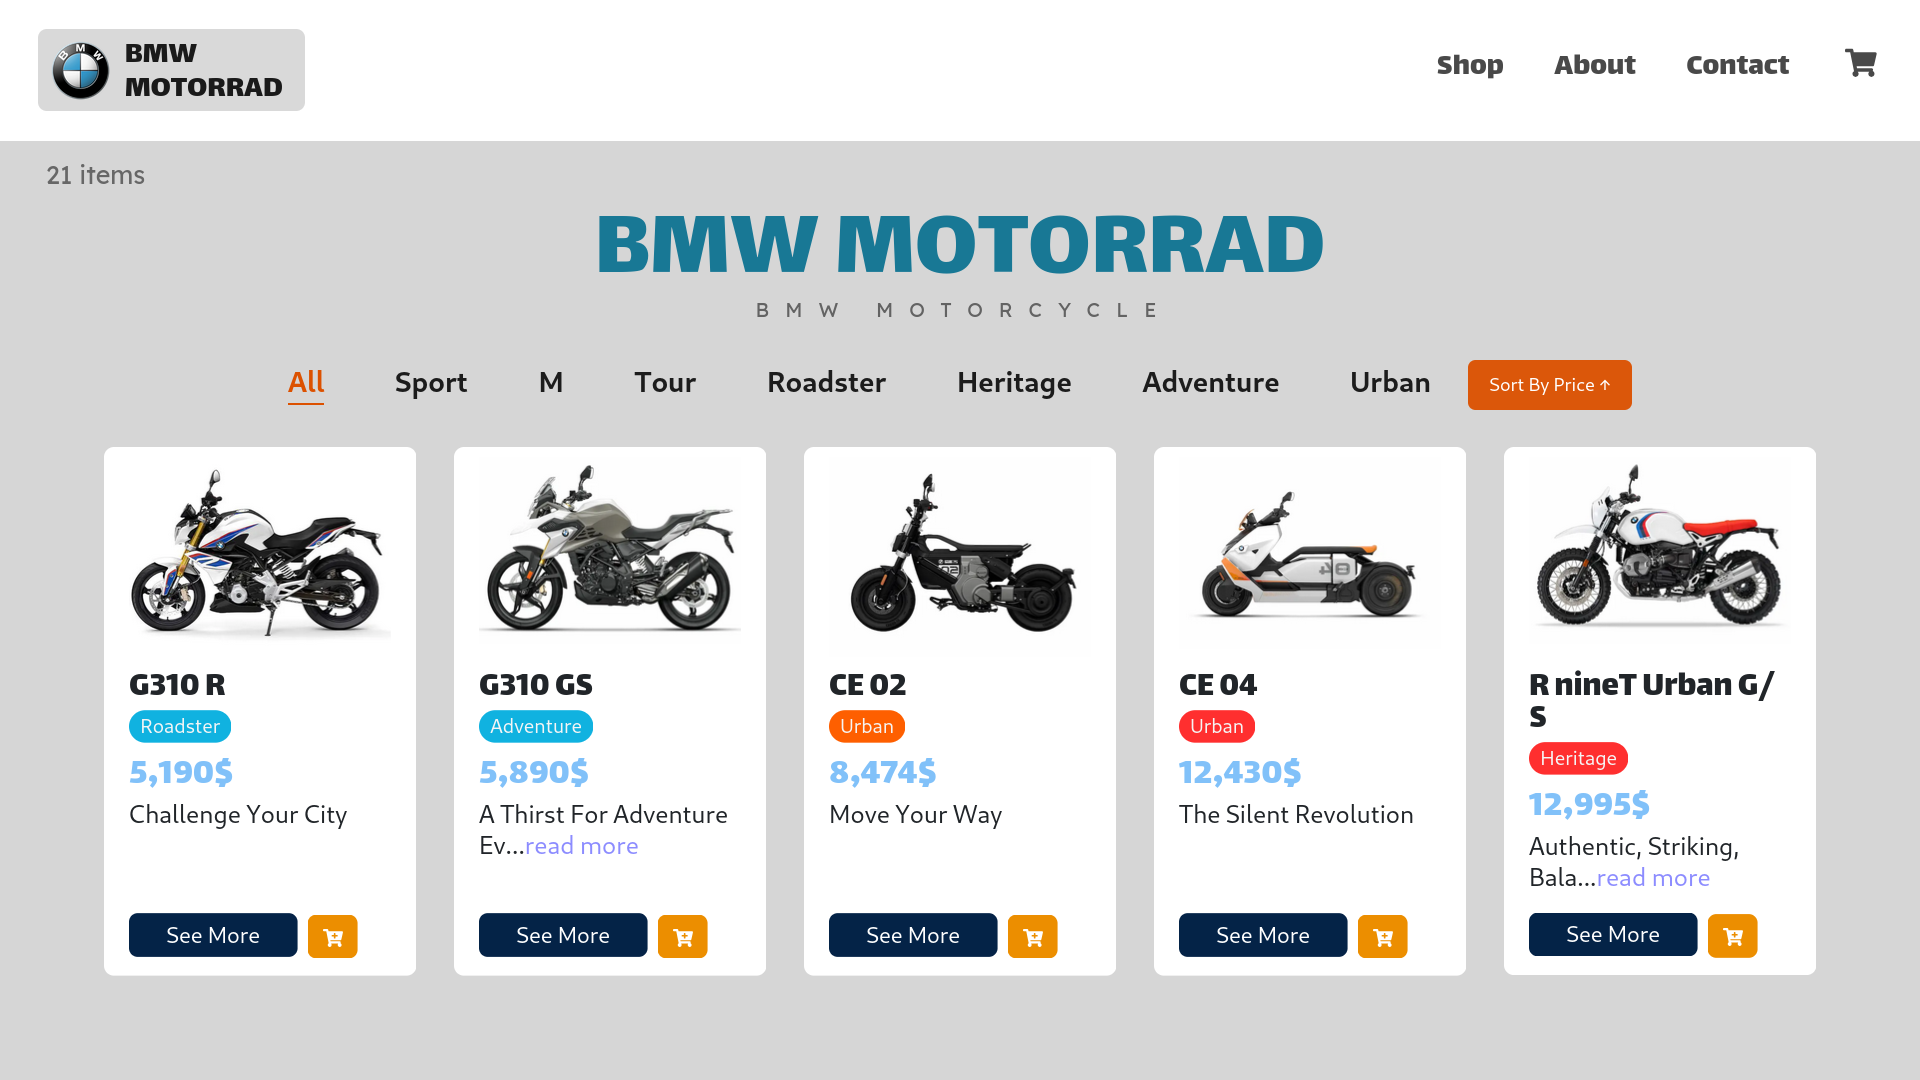 BMW
BMW
MOTORRAD
Shop
About
Contact
21 items
BMW MOTORRAD
BMW MOTORCYCLE
All
Sport
M
Tour
Roadster
Heritage
Adventure
Urban
Sort By Price ↑
G310 R
Roadster
5,190$
Challenge Your City
See More
G310 GS
Adventure
5,890$
A Thirst For Adventure
Ev...read more
See More
CE 02
Urban
8,474$
Move Your Way
See More
CE 04
Urban
12,430$
The Silent Revolution
See More
R nineT Urban G/
S
Heritage
12,995$
Authentic, Striking,
Bala...read more
See More